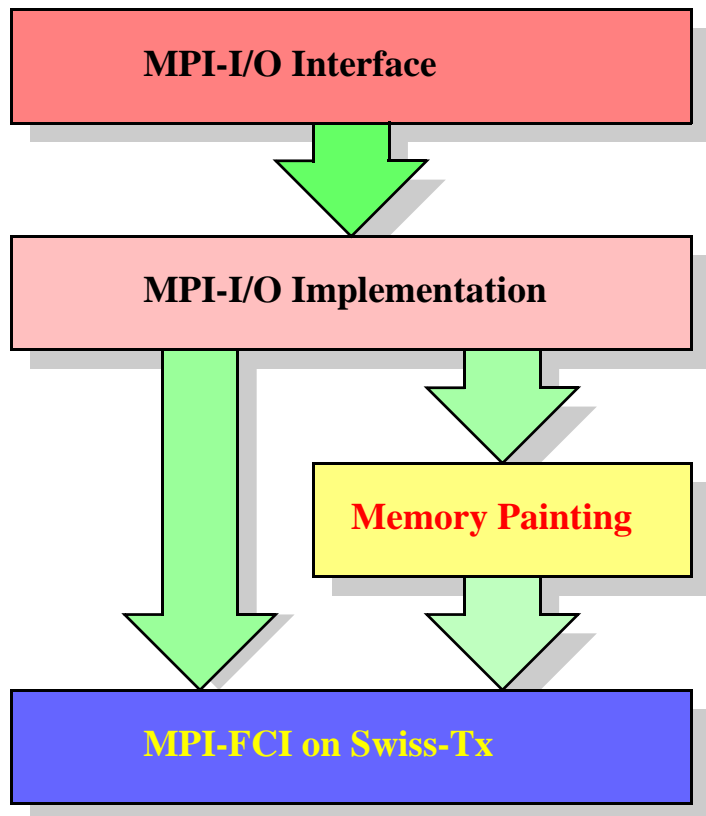 MPI-I/O Interface
MPI-I/O Implementation
Memory Painting
MPI-FCI on Swiss-Tx